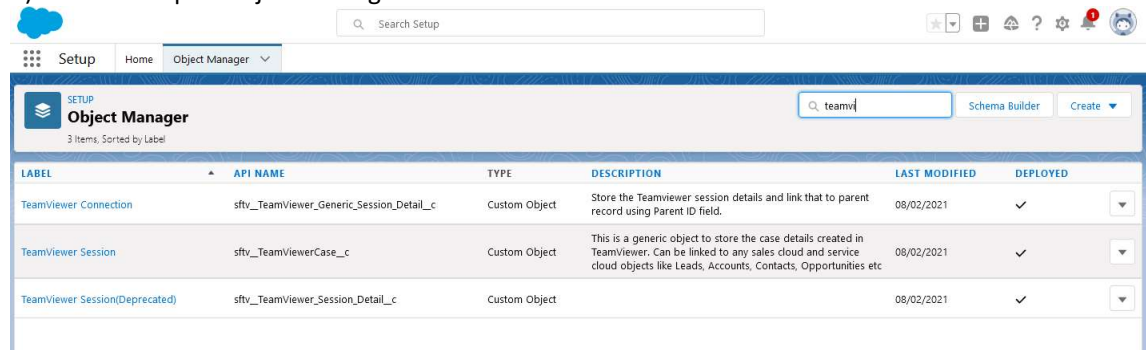 Search Setup
1
Setup Home Object Manager
SETUP
Object Manager
3 Items, Sorted by Label
teamvi
Schema Builder
Create
LABEL API NAME TYPE DESCRIPTION LAST MODIFIED DEPLOYED
TeamViewer Connection sftv__TeamViewer_Generic_Session_Detail__c Custom Object Store the Teamviewer session details and link that to parent 08/02/2021
record using Parent ID field.
This is a generic object to store the case details created in
TeamViewer Session sftv__TeamViewerCase__c Custom Object TeamViewer. Can be linked to any sales cloud and service 08/02/2021
cloud objects like Leads, Accounts, Contacts, Opportunities etc
TeamViewer Session(Deprecated) sftv__TeamViewer_Session_Detail__c Custom Object 08/02/2021